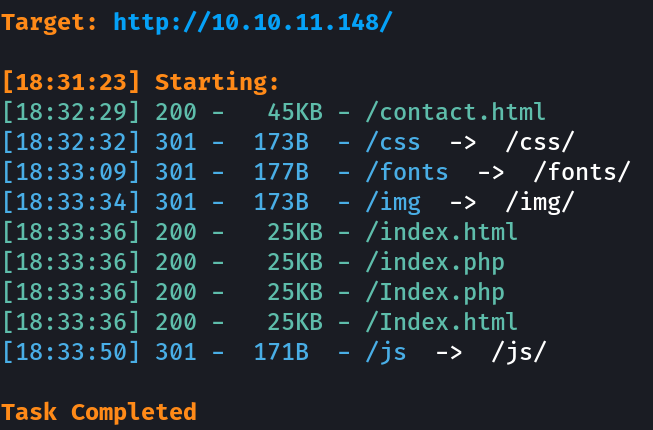 Target: http://10.10.11.148/
[18:31:23] Starting:
[18:32:29] 200 -   45KB - /contact.html
[18:32:32] 301 -  173B  - /css  ->  /css/
[18:33:09] 301 -  177B  - /fonts  ->  /fonts/
[18:33:34] 301 -  173B  - /img  ->  /img/
[18:33:36] 200 -   25KB - /index.html
[18:33:36] 200 -   25KB - /index.php
[18:33:36] 200 -   25KB - /Index.php
[18:33:36] 200 -   25KB - /Index.html
[18:33:50] 301 -  171B  - /js  ->  /js/
Task Completed